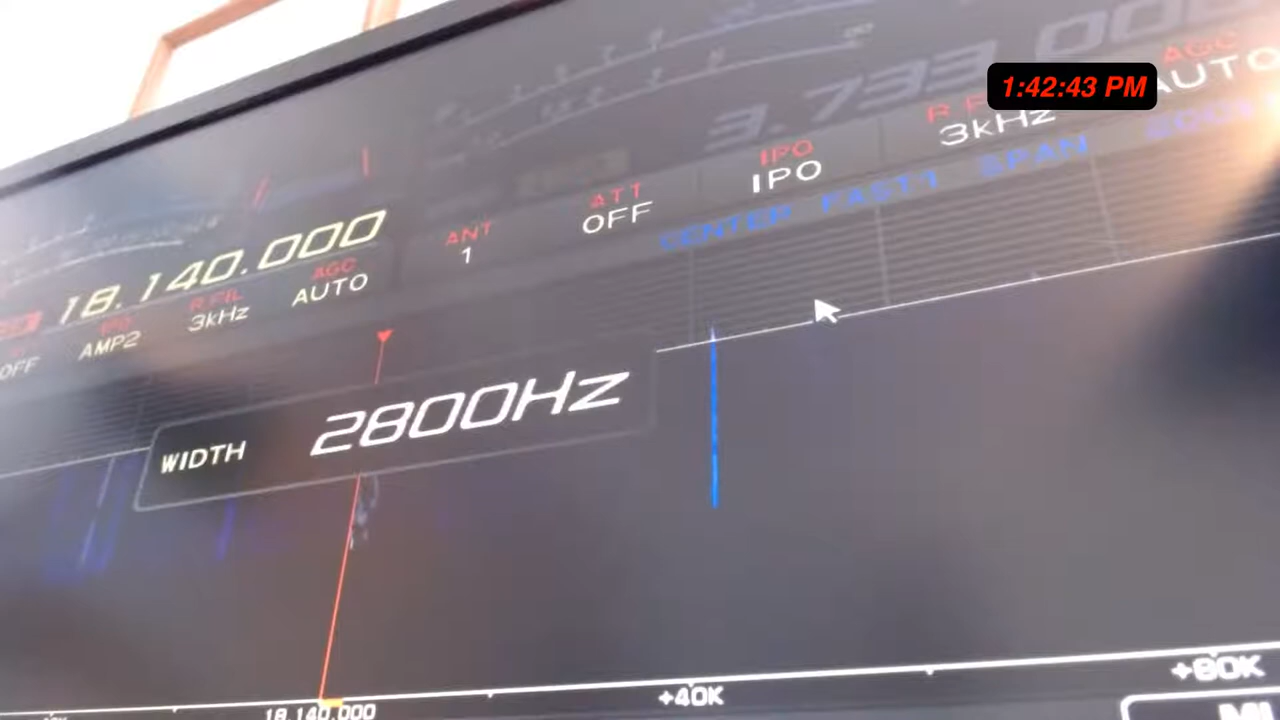 1:42:43 PM
3.733.000
AGC
AUTO
R.FIL
3kHz
IPO
IPO
ATT
OFF
ANT
1
CENTER FAST1 SPAN
18.140.000
AGC
AUTO
R.FIL
3kHz
IPO
AMP2
OFF
WIDTH 2800Hz
18.140.000
+40K
+80K